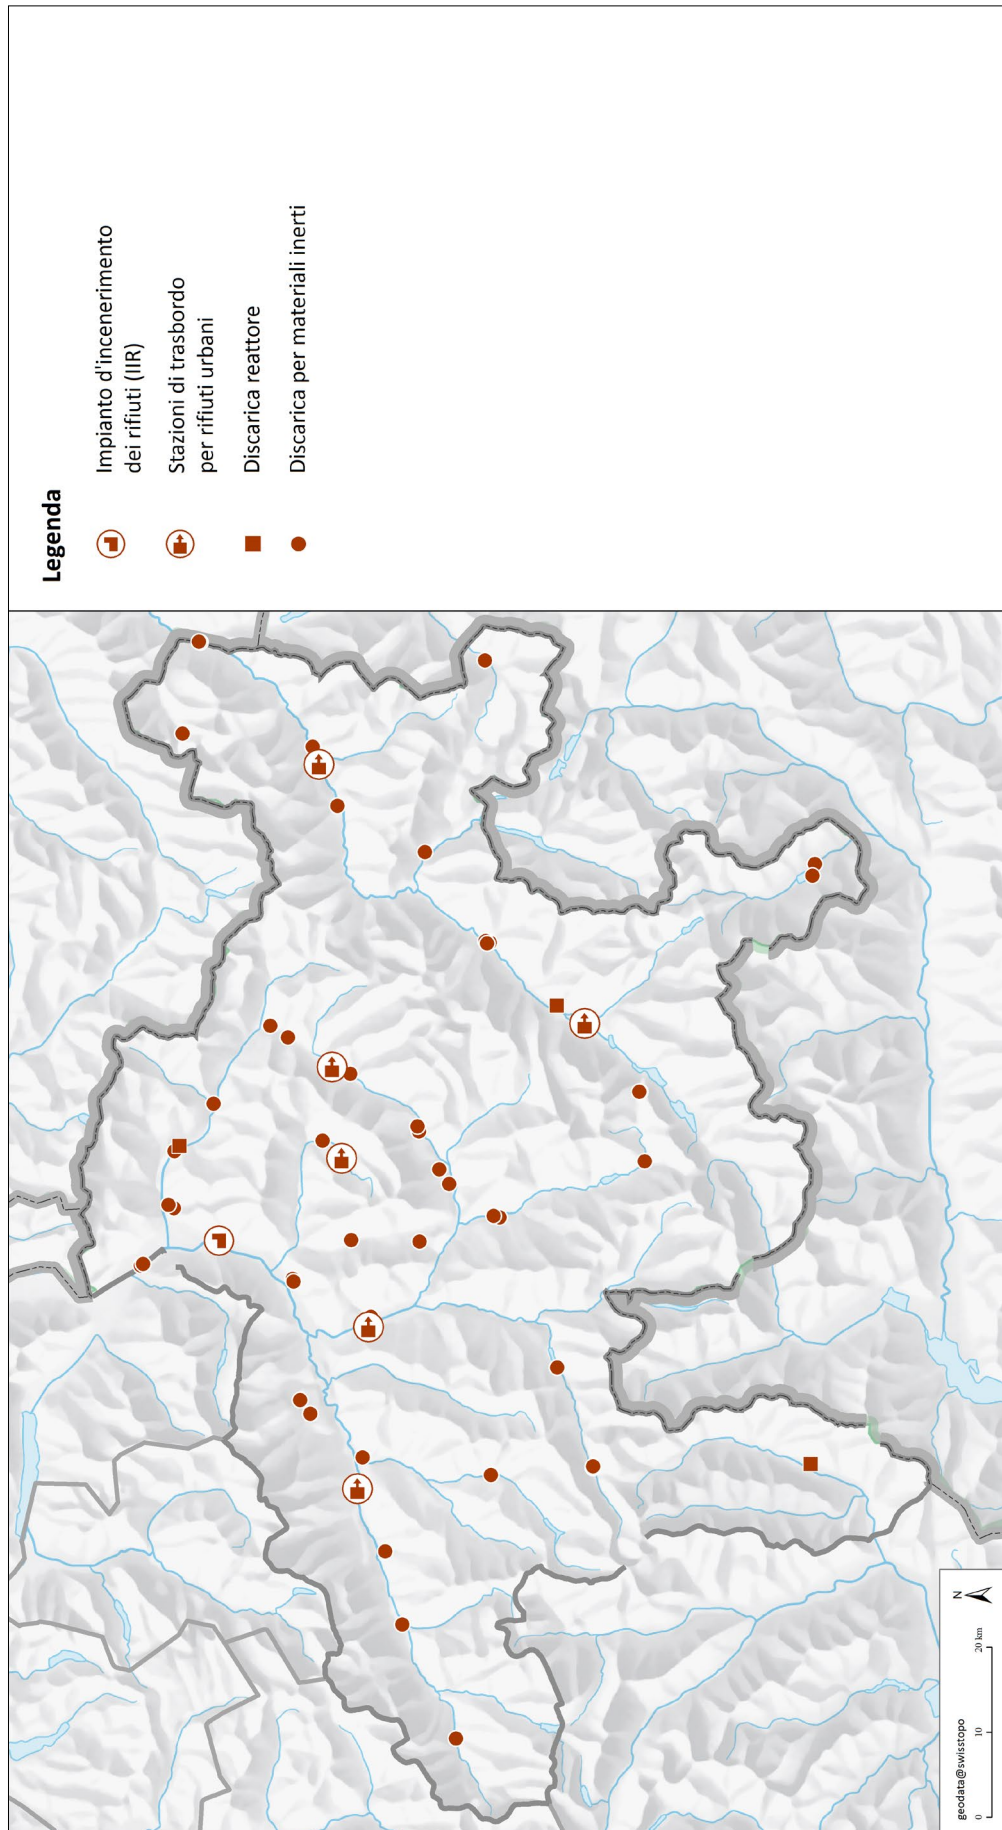 Legenda
Impianto d'incenerimento
dei rifiuti (IIR)
Stazioni di trasbordo
per rifiuti urbani
Discarica reattore
Discarica per materiali inerti
geodata@swisstopo
N
0 10 20 km